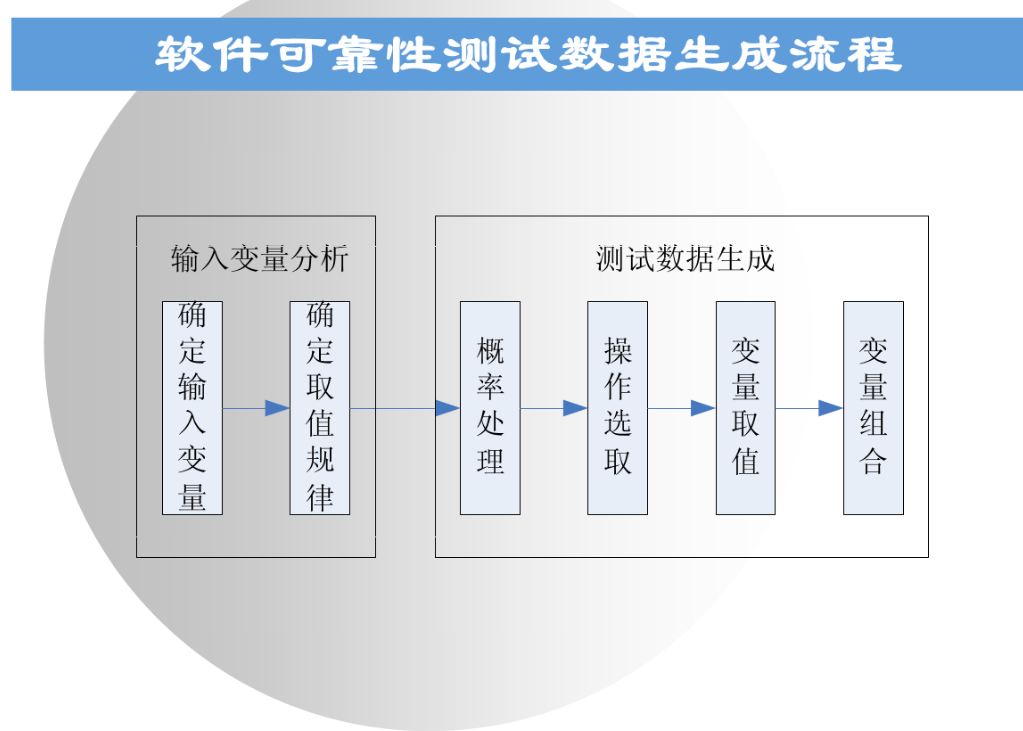 软件可靠性测试数据生成流程
输入变量分析
确定输入变量
确定取值规律
测试数据生成
概率处理
操作选取
变量取值
变量组合